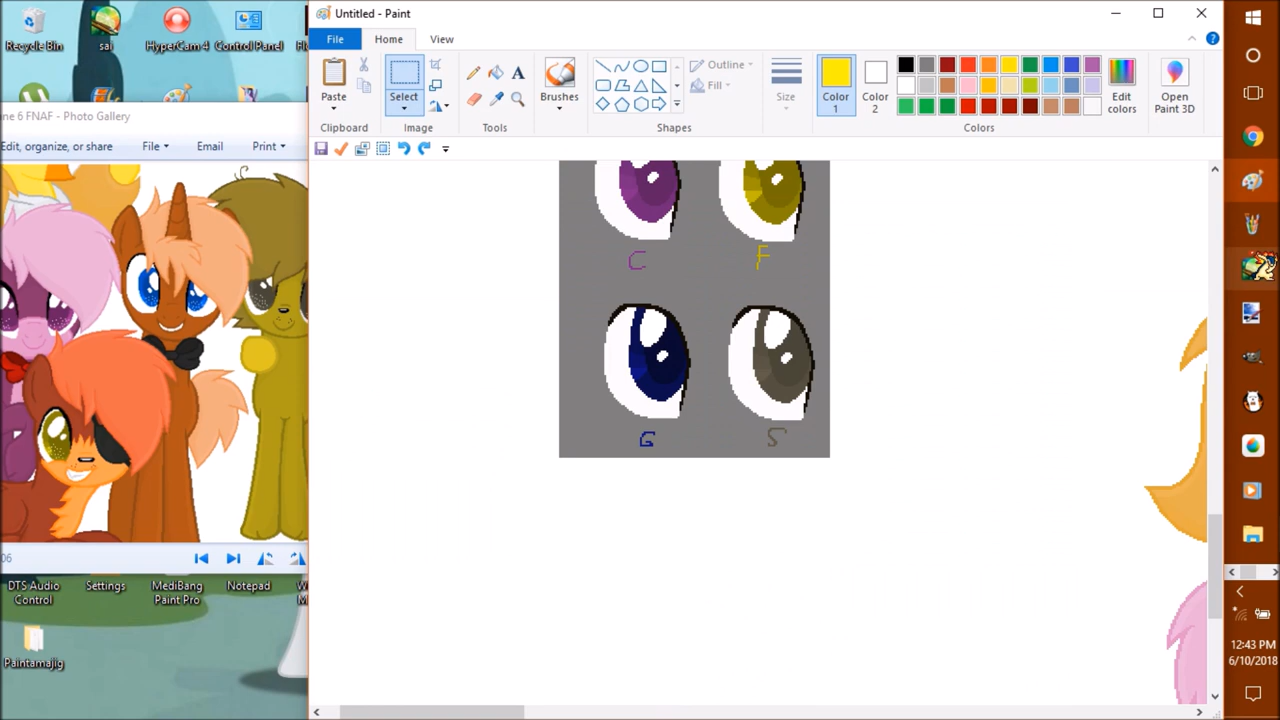 Recycle Bin
sai
HyperCam 4
Control Panel
ane 6 FNAF - Photo Gallery
Edit, organize, or share
File
Email
Print
06
DTS Audio
Control
Settings
MediBang
Paint Pro
Notepad
Paintamajig
Untitled - Paint
File
Home
View
Paste
Clipboard
Select
Image
A
Tools
Brushes
Outline
Fill
Shapes
Size
Color
1
Color
2
Edit
colors
Colors
Open
Paint 3D
C
F
G
S
12:43 PM
6/10/2018